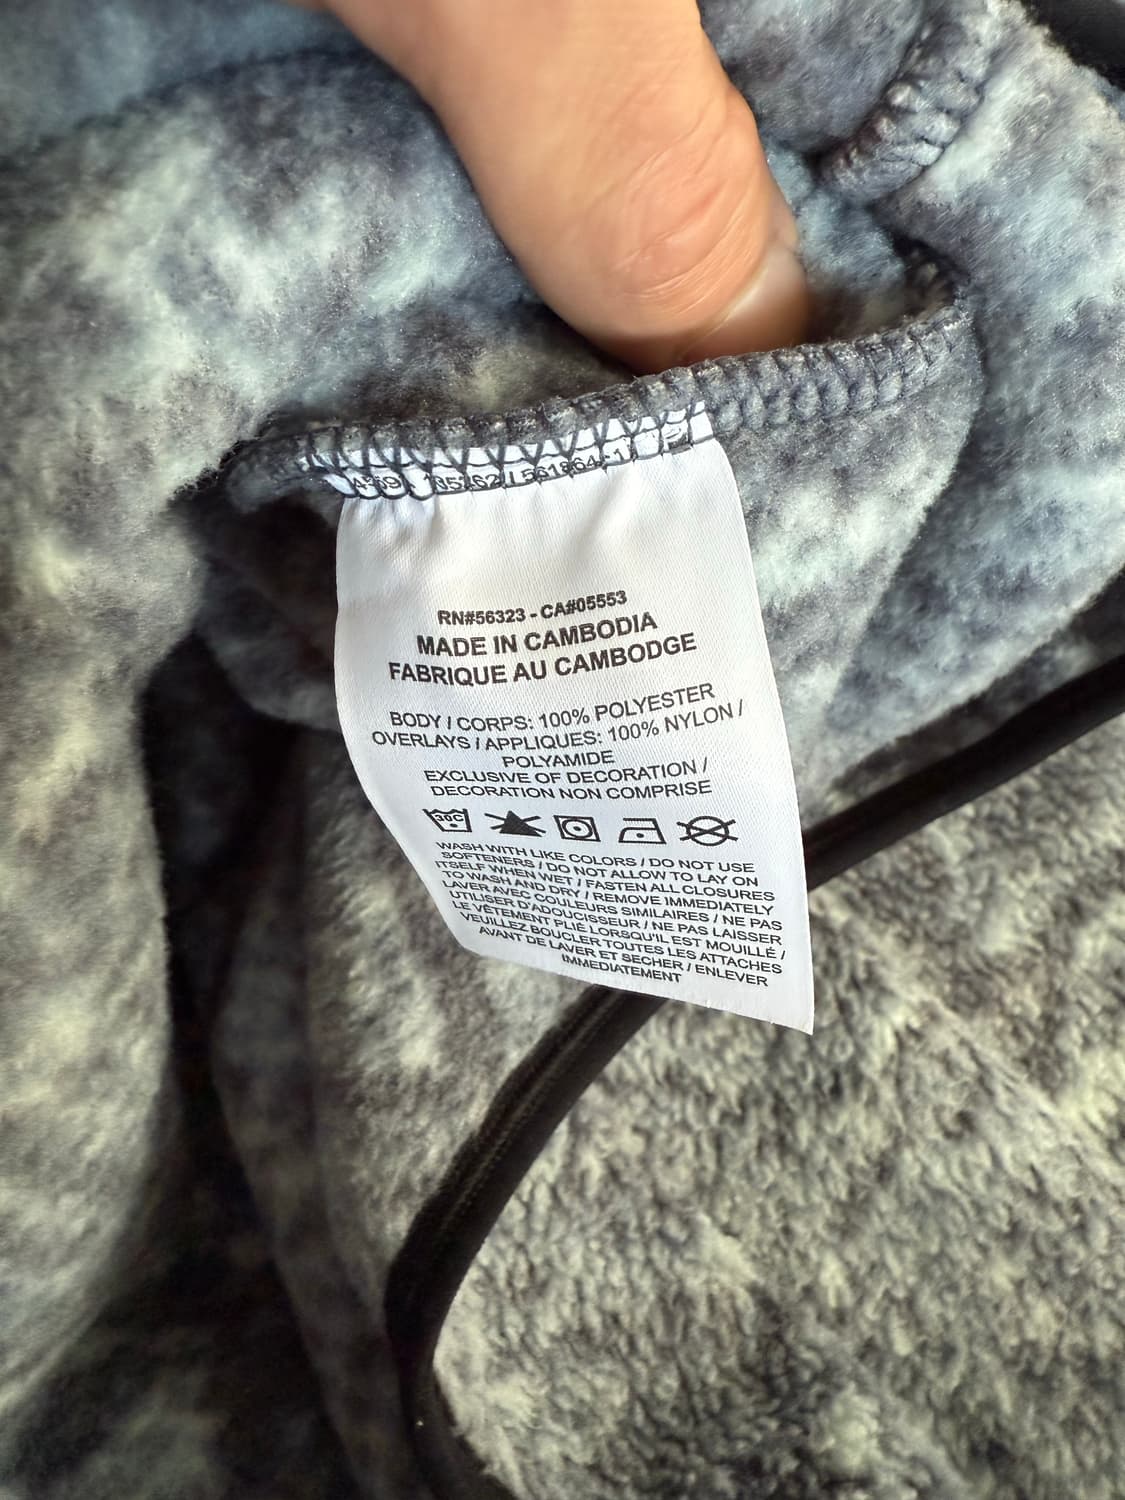 RN#56323 - CA#05553
MADE IN CAMBODIA
FABRIQUE AU CAMBODGE
BODY / CORPS: 100% POLYESTER
OVERLAYS / APPLIQUES: 100% NYLON /
POLYAMIDE
EXCLUSIVE OF DECORATION /
DECORATION NON COMPRISE
30C
WASH WITH LIKE COLORS / DO NOT USE
SOFTENERS / DO NOT ALLOW TO LAY ON
ITSELF WHEN WET / FASTEN ALL CLOSURES
TO WASH AND DRY / REMOVE IMMEDIATELY
LAVER AVEC COULEURS SIMILAIRES / NE PAS
UTILISER D'ADOUCISSEUR / NE PAS LAISSER
LE VÊTEMENT PLIÉ LORSQU'IL EST MOUILLÉ /
VEUILLEZ BOUCLER TOUTES LES ATTACHES
AVANT DE LAVER ET SECHER / ENLEVER
IMMEDIATEMENT